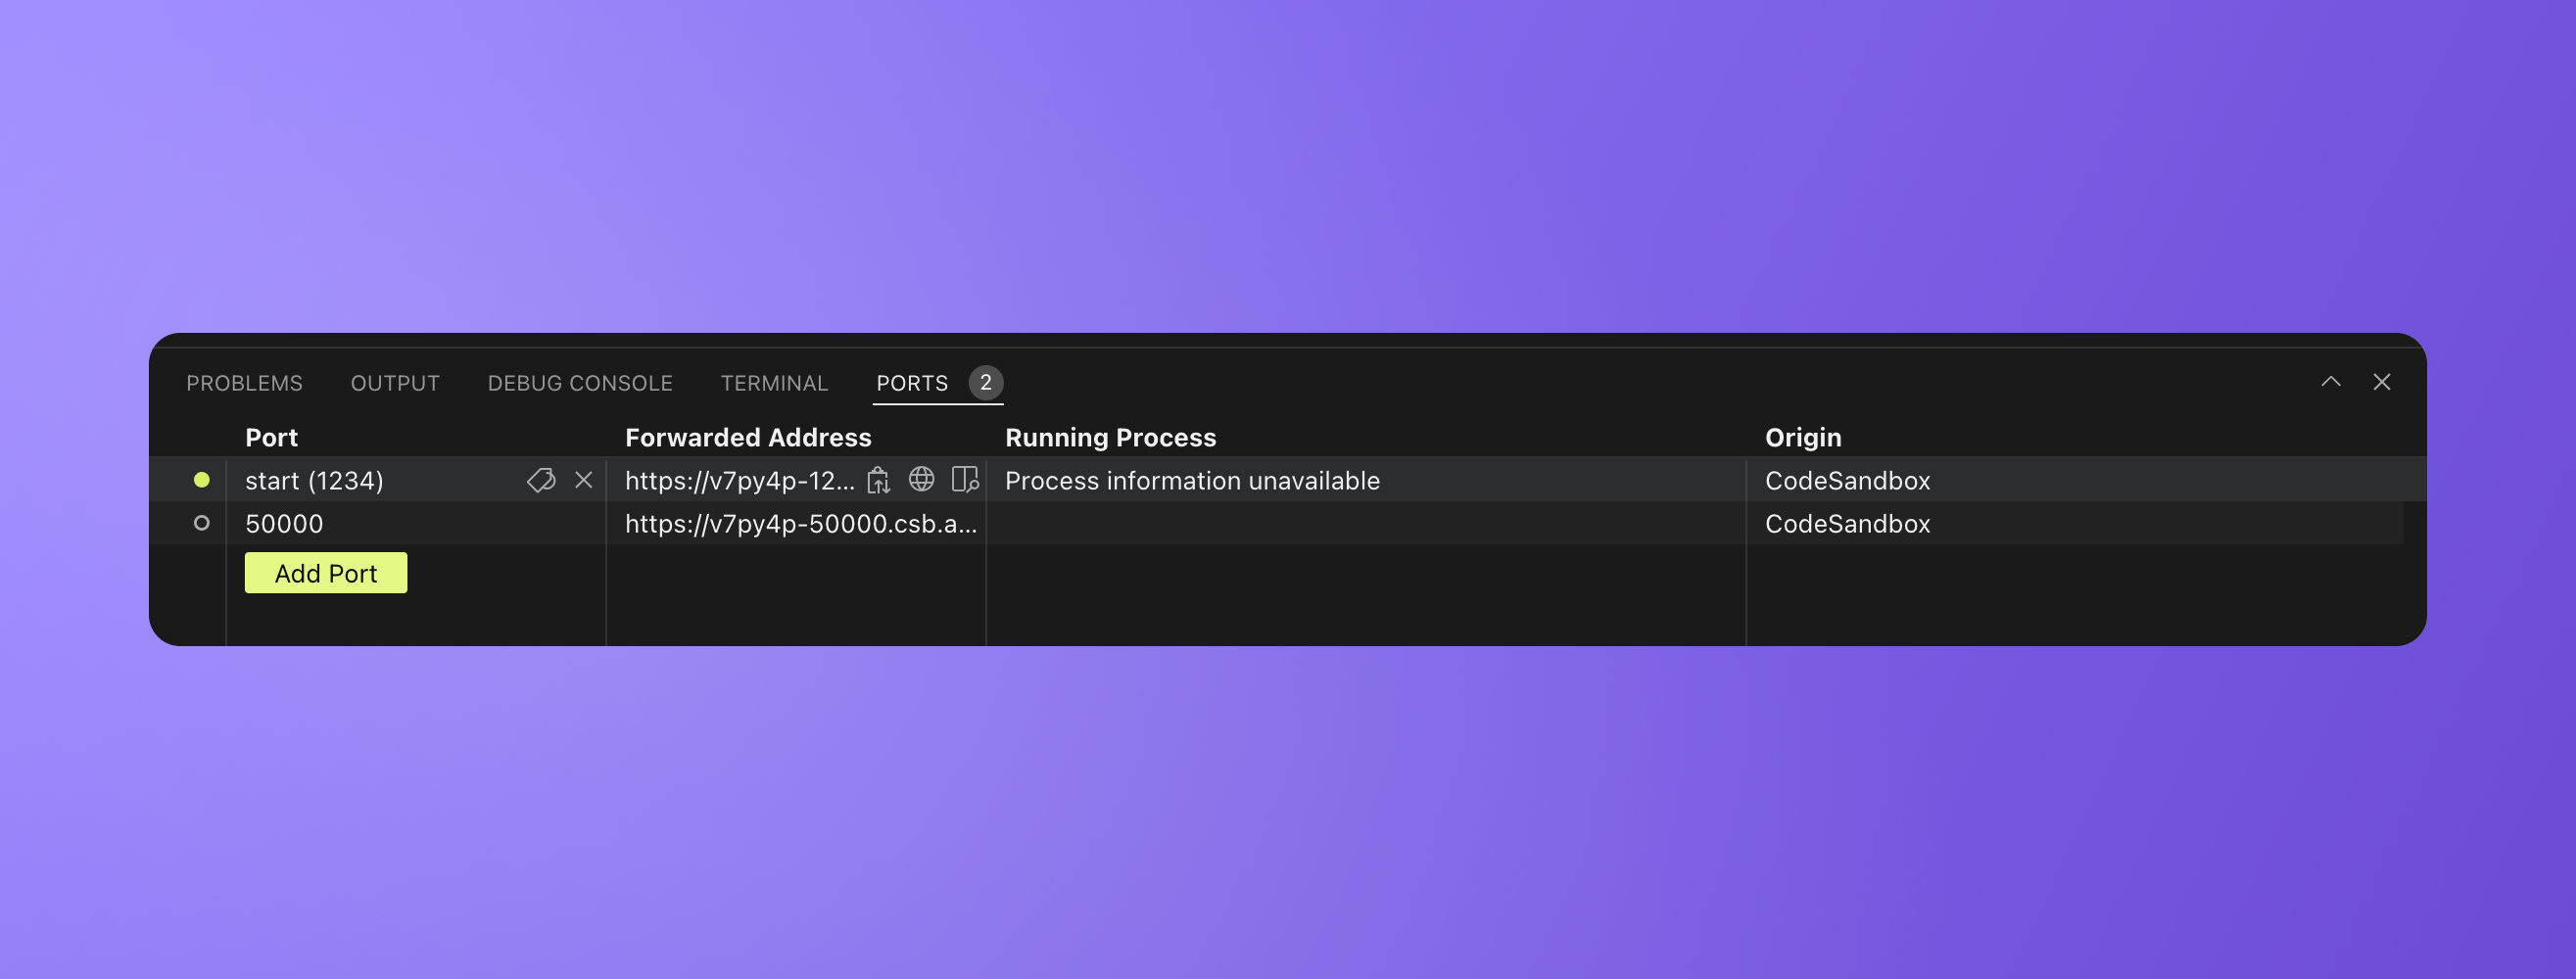 PROBLEMS OUTPUT DEBUG CONSOLE TERMINAL PORTS 2
Port Forwarded Address Running Process Origin
start (1234) https://v7py4p-12... Process information unavailable CodeSandbox
50000 https://v7py4p-50000.csb.a... CodeSandbox
Add Port